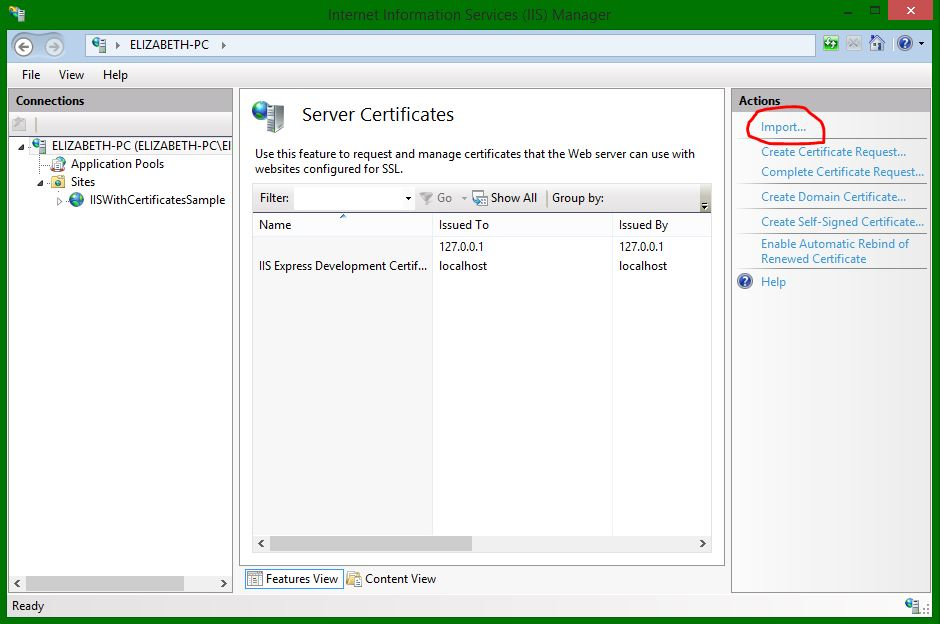 Internet Information Services (IIS) Manager
ELIZABETH-PC
File View Help
Connections
ELIZABETH-PC (ELIZABETH-PC\El
Application Pools
Sites
IISWithCertificatesSample
Server Certificates
Use this feature to request and manage certificates that the Web server can use with
websites configured for SSL.
Filter: Go Show All Group by:
Name Issued To Issued By
127.0.0.1 127.0.0.1
IIS Express Development Certif... localhost localhost
Features View Content View
Actions
Import...
Create Certificate Request...
Complete Certificate Request...
Create Domain Certificate...
Create Self-Signed Certificate...
Enable Automatic Rebind of
Renewed Certificate
Help
Ready